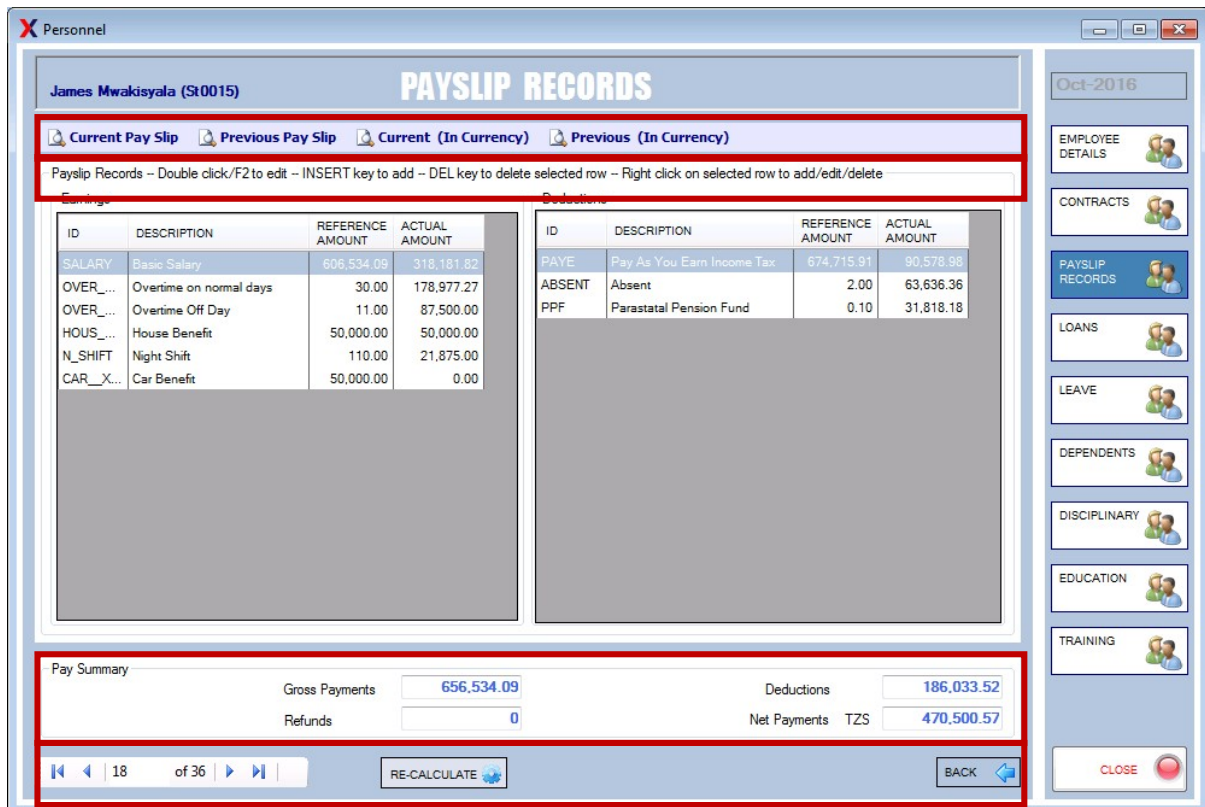 Personnel
James Mwakisyala (St0015)
PAYSLIP RECORDS
Oct-2016
Current Pay Slip Previous Pay Slip Current (In Currency) Previous (In Currency)
Payslip Records -- Double click/F2 to edit -- INSERT key to add -- DEL key to delete selected row -- Right click on selected row to add/edit/delete
Earnings
ID DESCRIPTION REFERENCE AMOUNT ACTUAL AMOUNT
SALARY Basic Salary 606,534.09 318,181.82
OVER_... Overtime on normal days 30.00 178,977.27
OVER_... Overtime Off Day 11.00 87,500.00
HOUS_... House Benefit 50,000.00 50,000.00
N_SHIFT Night Shift 110.00 21,875.00
CAR__X... Car Benefit 50,000.00 0.00
Deductions
ID DESCRIPTION REFERENCE AMOUNT ACTUAL AMOUNT
PAYE Pay As You Earn Income Tax 674,715.91 90,578.98
ABSENT Absent 2.00 63,636.36
PPF Parastatal Pension Fund 0.10 31,818.18
Pay Summary
Gross Payments 656,534.09 Deductions 186,033.52
Refunds 0 Net Payments TZS 470,500.57
18 of 36 RE-CALCULATE BACK
EMPLOYEE
DETAILS
CONTRACTS
PAYSLIP
RECORDS
LOANS
LEAVE
DEPENDENTS
DISCIPLINARY
EDUCATION
TRAINING
CLOSE